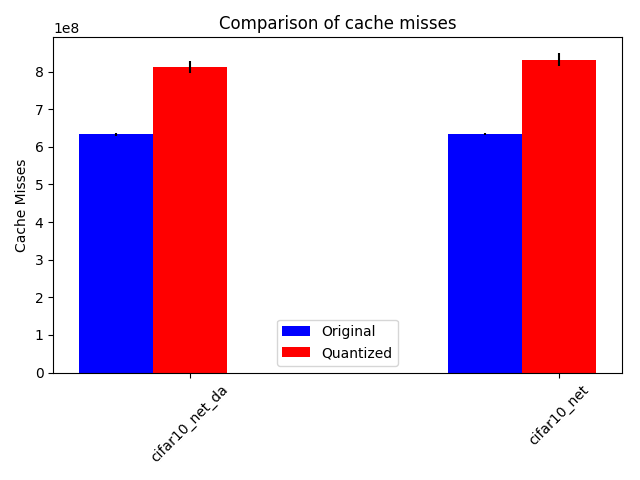 Comparison of cache misses
1e8
Cache Misses
8
7
6
5
4
3
2
1
0
Original
Quantized
cifar10_net_da
cifar10_net